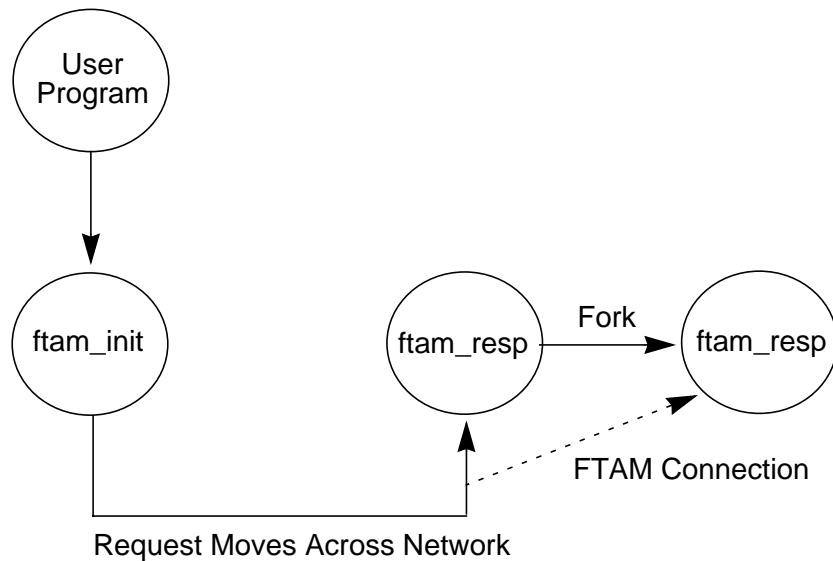 User
Program
ftam_init
ftam_resp
Fork
ftam_resp
FTAM Connection
Request Moves Across Network